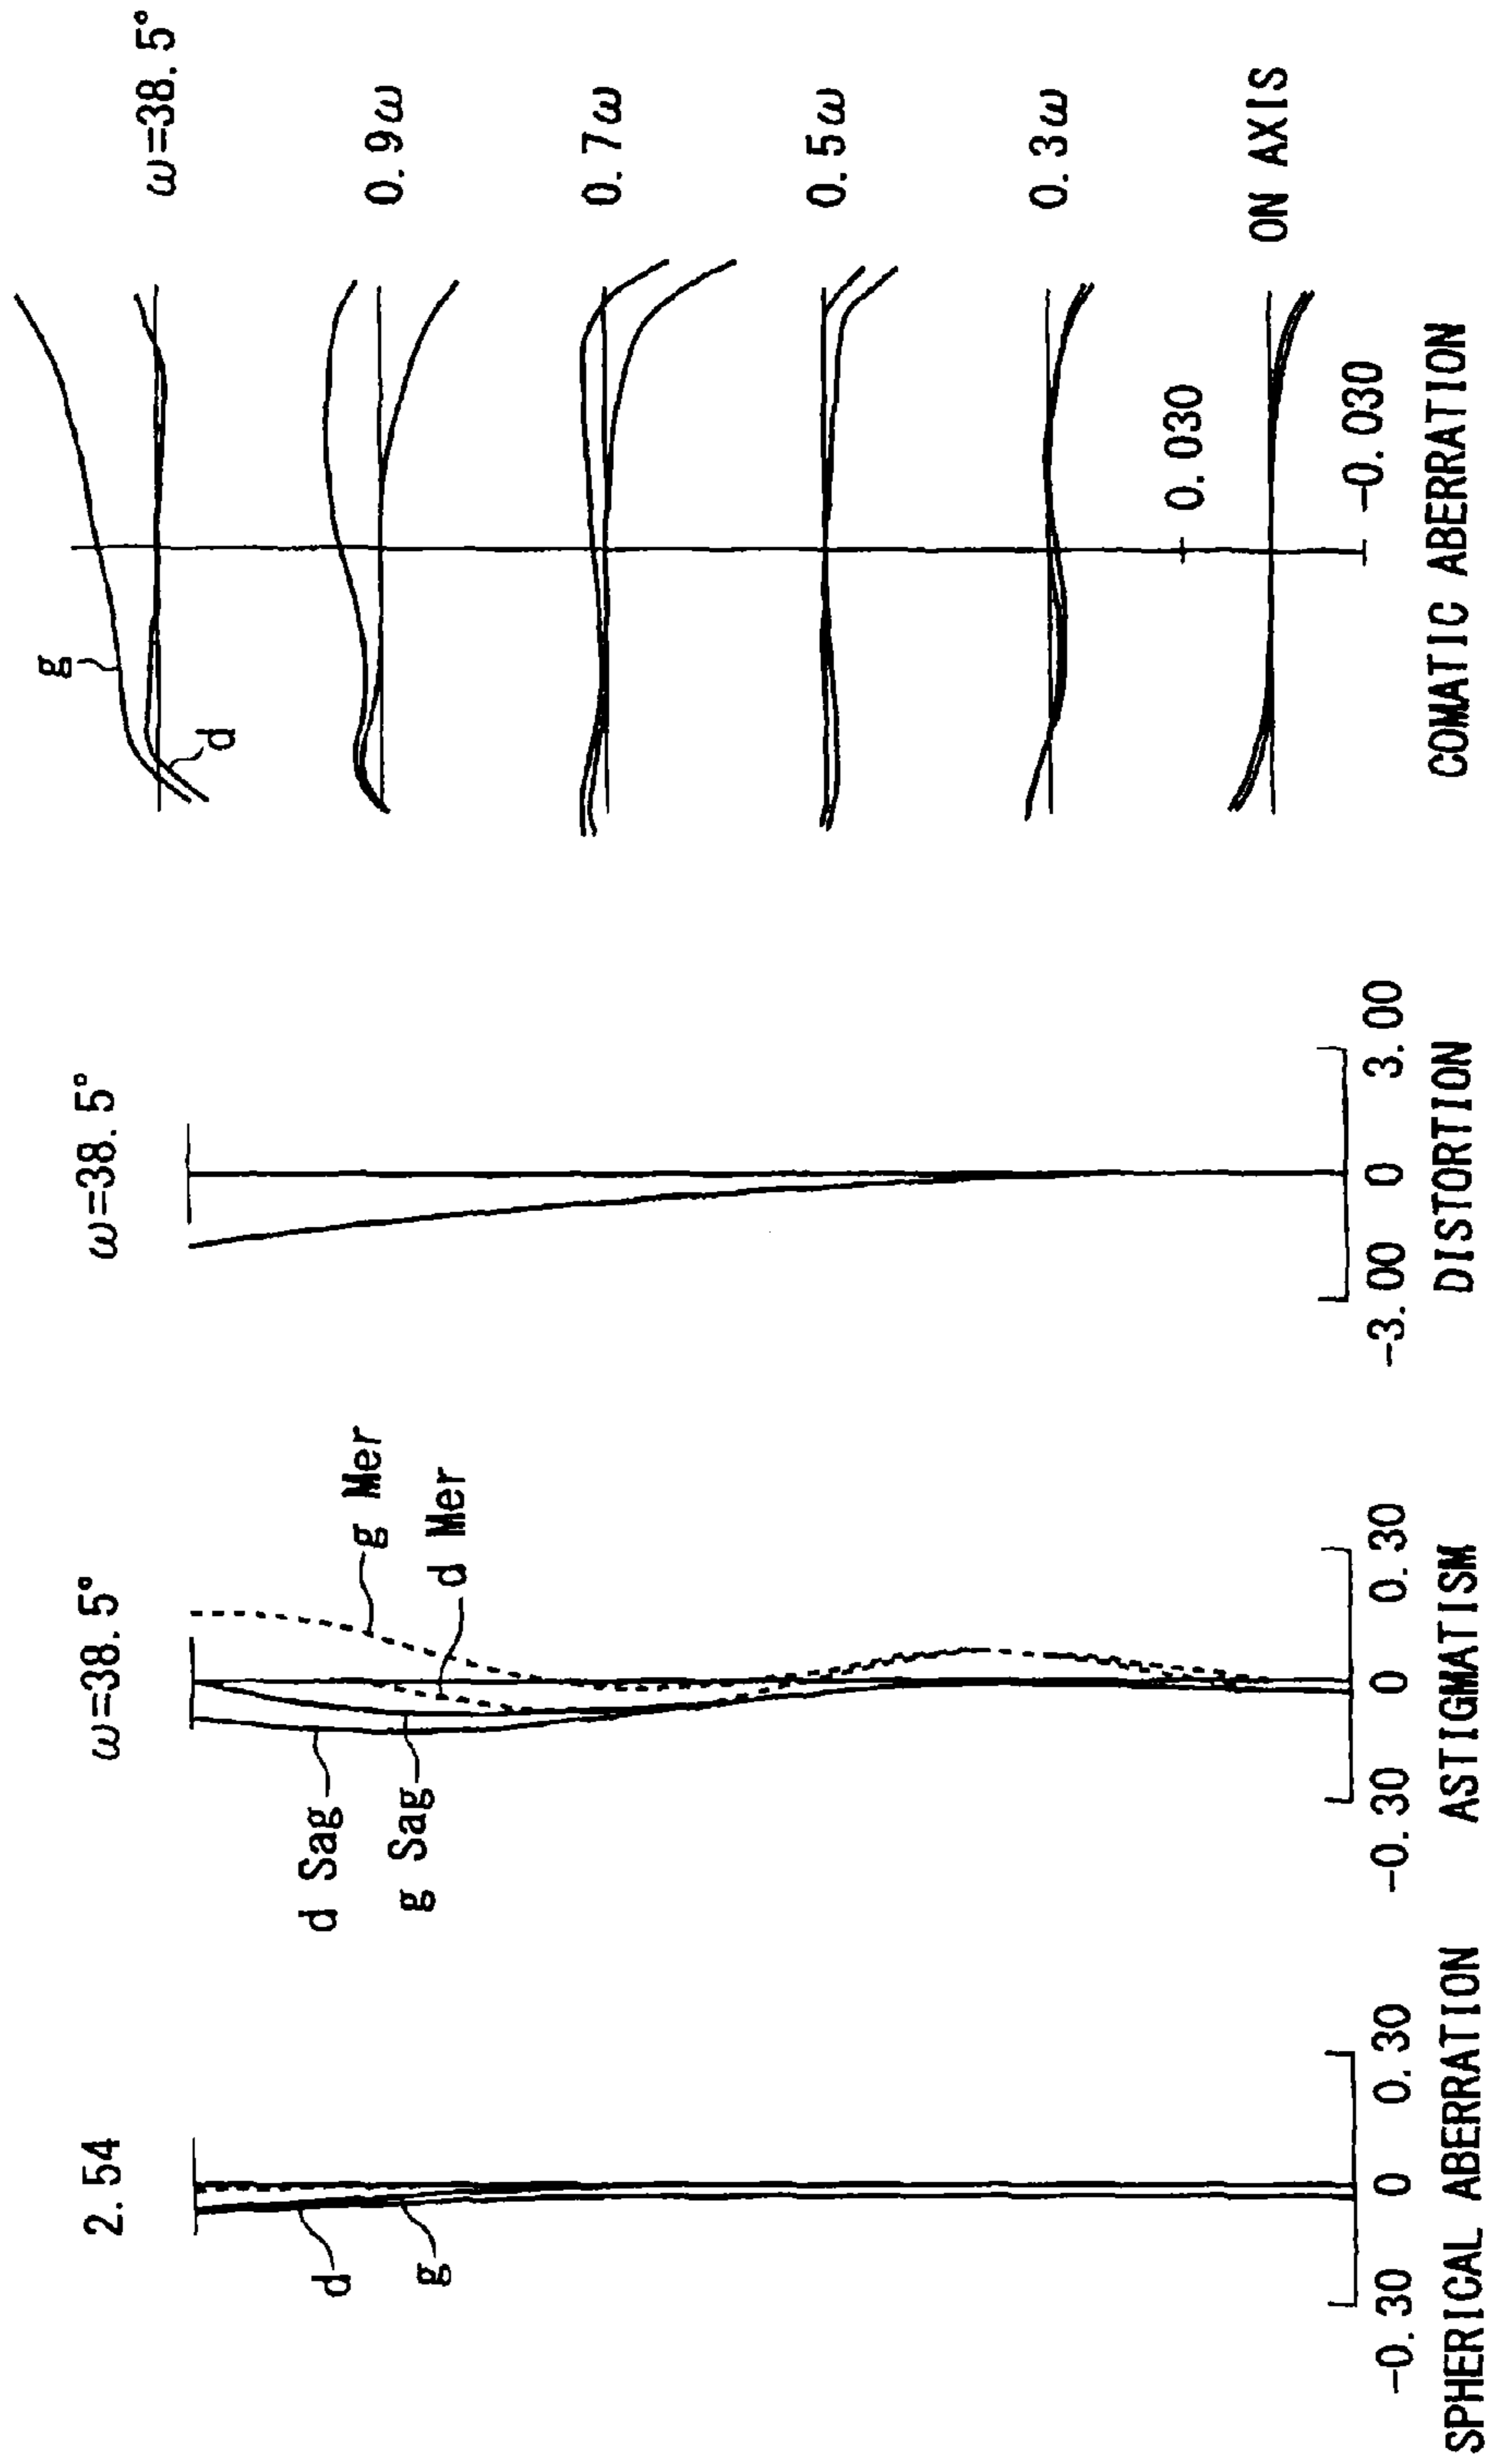 2.54
d
g
-0.30
0
0.30
SPHERICAL ABERRATION
ω=38.5°
d Sag
g Sag
g Mer
d Mer
-0.30
0
0.30
ASTIGMATISM
ω=38.5°
-3.00
0
3.00
DISTORTION
g
d
ω=38.5°
0.9ω
0.7ω
0.5ω
0.3ω
0.030
ON AXIS
-0.030
COMATIC ABERRATION